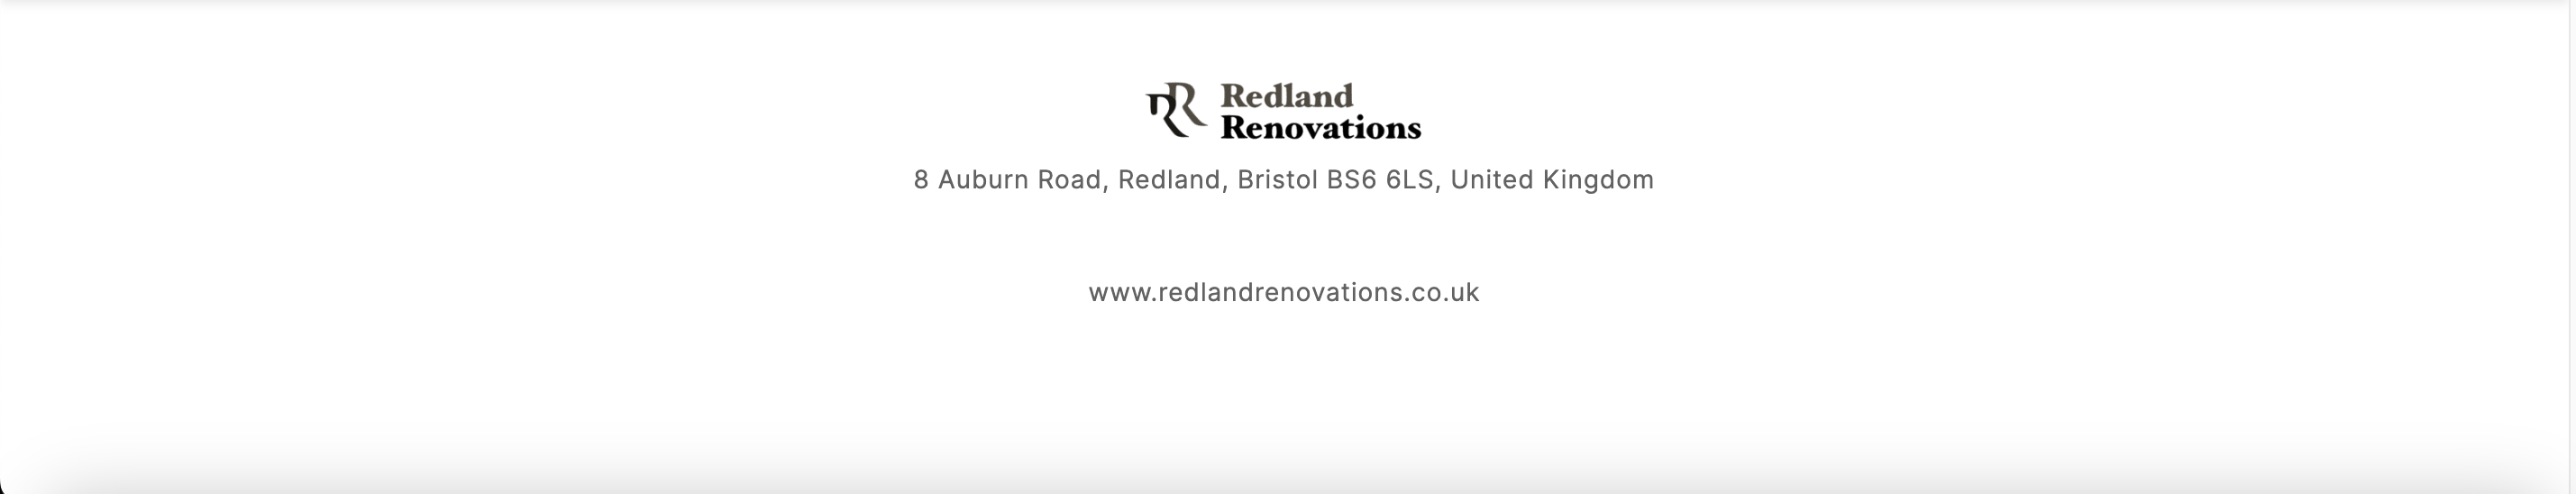 Redland
Renovations
8 Auburn Road, Redland, Bristol BS6 6LS, United Kingdom
www.redlandrenovations.co.uk